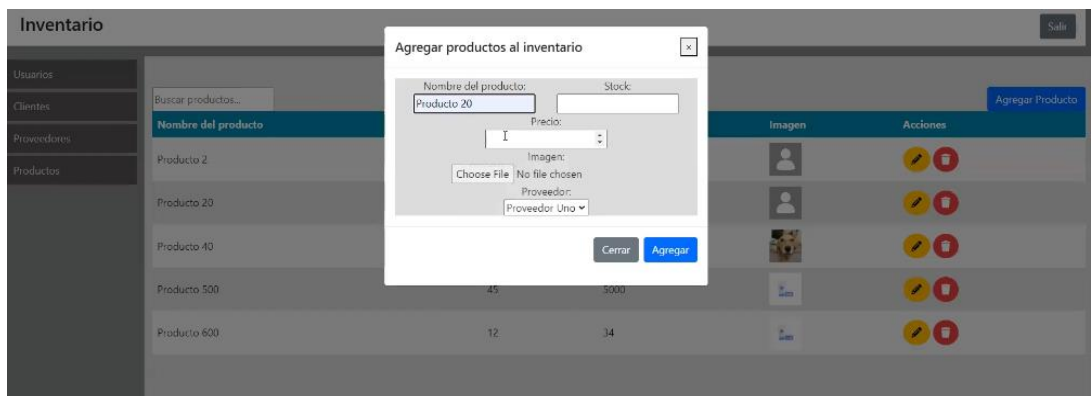 Inventario
Salir
Agregar productos al inventario
x
Usuarios
Clientes
Proveedores
Productos
Buscar productos...
Agregar Producto
Nombre del producto:
Stock:
Producto 20
Precio:
Imagen:
Choose File No file chosen
Proveedor:
Proveedor Uno
Cerrar
Agregar
Nombre del producto Imagen Acciones
Producto 2
Producto 20
Producto 40
Producto 500 45 5000
Producto 600 12 34